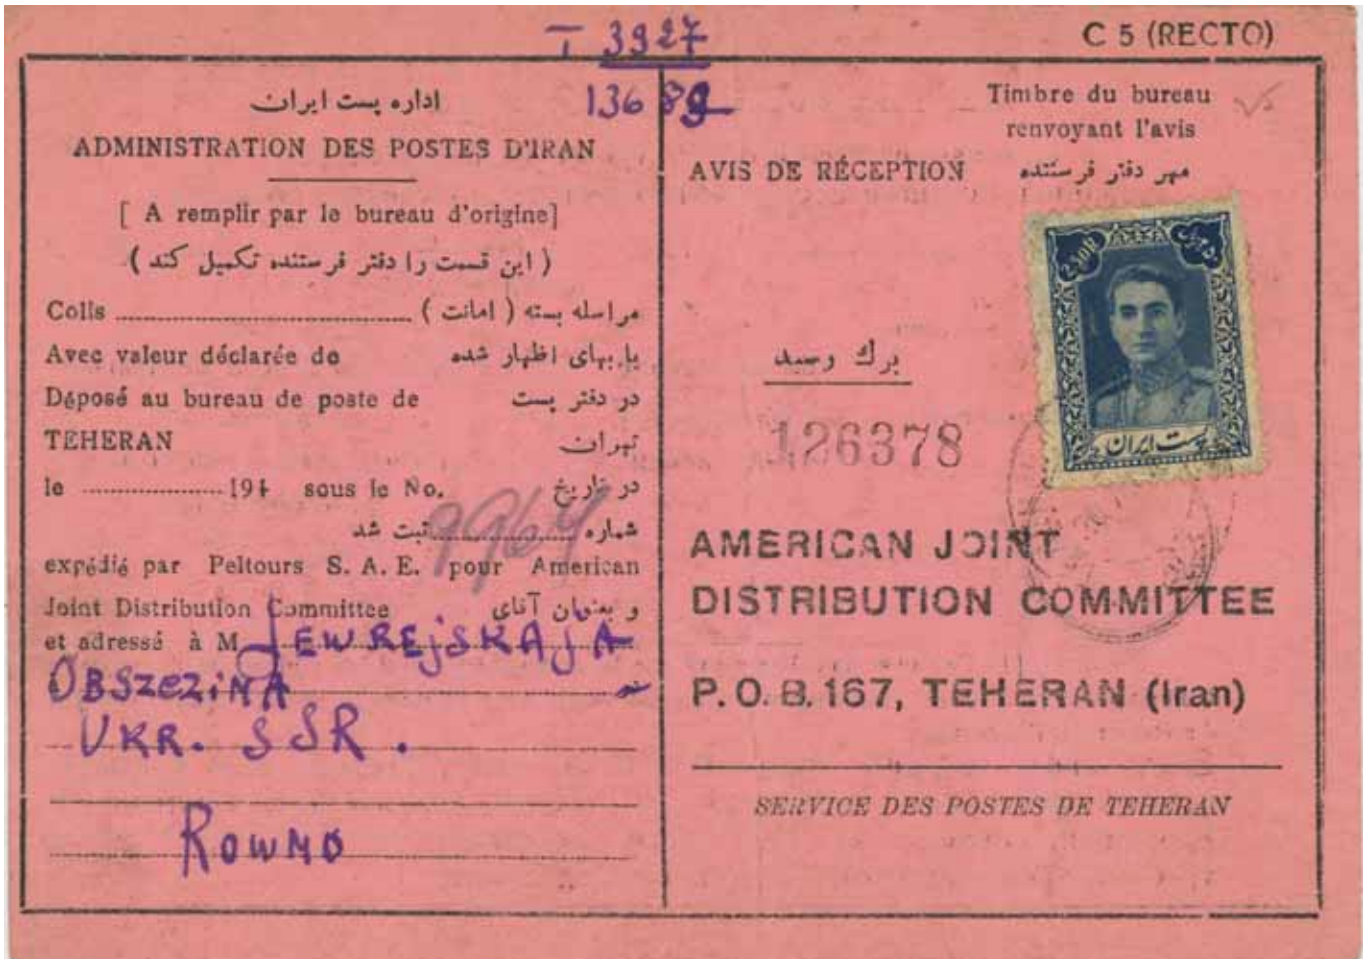 T 3927
13689
C 5 (RECTO)
اداره پست ایران
ADMINISTRATION DES POSTES D'IRAN
[ A remplir par le bureau d'origine]
( این قسمت را دفتر فرستنده تکمیل کند )
Colis ........ مراسله بسته ( امانت )
Avec valeur déclarée de با بهای اظهار شده
Déposé au bureau de poste de در دفتر پست
TEHERAN تهران
le ........ 194 sous le No. در تاریخ
شماره ........ ثبت شد
9964
expédié par Peltours S. A. E. pour American
Joint Distribution Committee و بعنوان آقای
et adressé à M JEWREJSKAJA
OBSZEZINA
UKR. SSR.
ROWNO
Timbre du bureau
renvoyant l'avis
AVIS DE RÉCEPTION مهر دفتر فرستنده
برك رسید
126378
پست ایران
AMERICAN JOINT
DISTRIBUTION COMMITTEE
P. O. B. 167, TEHERAN (Iran)
SERVICE DES POSTES DE TEHERAN